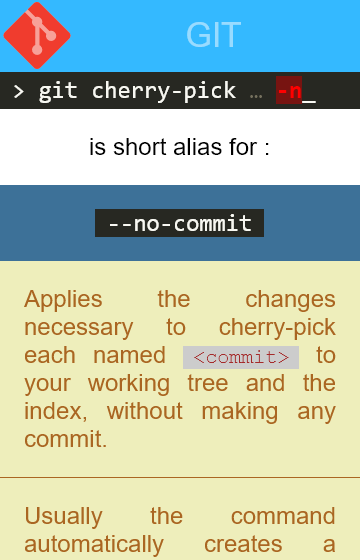 GIT
> git cherry-pick … -n_
is short alias for :
--no-commit
Applies the changes
necessary to cherry-pick
each named <commit> to
your working tree and the
index, without making any
commit.
Usually the command
automatically creates a